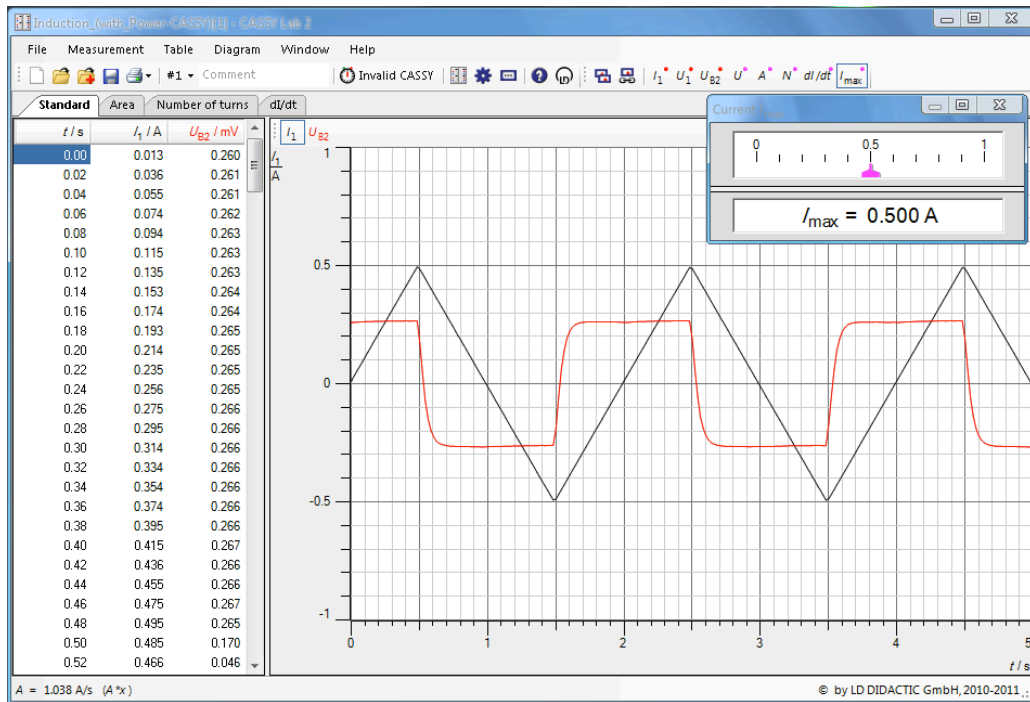 Induction_(with_Power-CASSY)(8) - CASSY Lab 2
File Measurement Table Diagram Window Help
#1 Comment Invalid CASSY I1 U1 UB2 U A N dI/dt Imax
Standard Area Number of turns dI/dt
Current
t / s I1 / A UB2 / mV
I1 UB2
0.00 0.013 0.260
0.02 0.036 0.261
0.04 0.055 0.261
0.06 0.074 0.262
0.08 0.094 0.263
0.10 0.115 0.263
0.12 0.135 0.263
0.14 0.153 0.264
0.16 0.174 0.264
0.18 0.193 0.265
0.20 0.214 0.265
0.22 0.235 0.265
0.24 0.256 0.265
0.26 0.275 0.266
0.28 0.295 0.266
0.30 0.314 0.266
0.32 0.334 0.266
0.34 0.354 0.266
0.36 0.374 0.266
0.38 0.395 0.266
0.40 0.415 0.267
0.42 0.436 0.266
0.44 0.455 0.266
0.46 0.475 0.267
0.48 0.495 0.265
0.50 0.485 0.170
0.52 0.466 0.046
I1
A
1
0.5
0
-0.5
-1
0 1 2 3 4 5
t / s
0 0.5 1
Imax = 0.500 A
A = 1.038 A/s (A*x)
© by LD DIDACTIC GmbH, 2010-2011